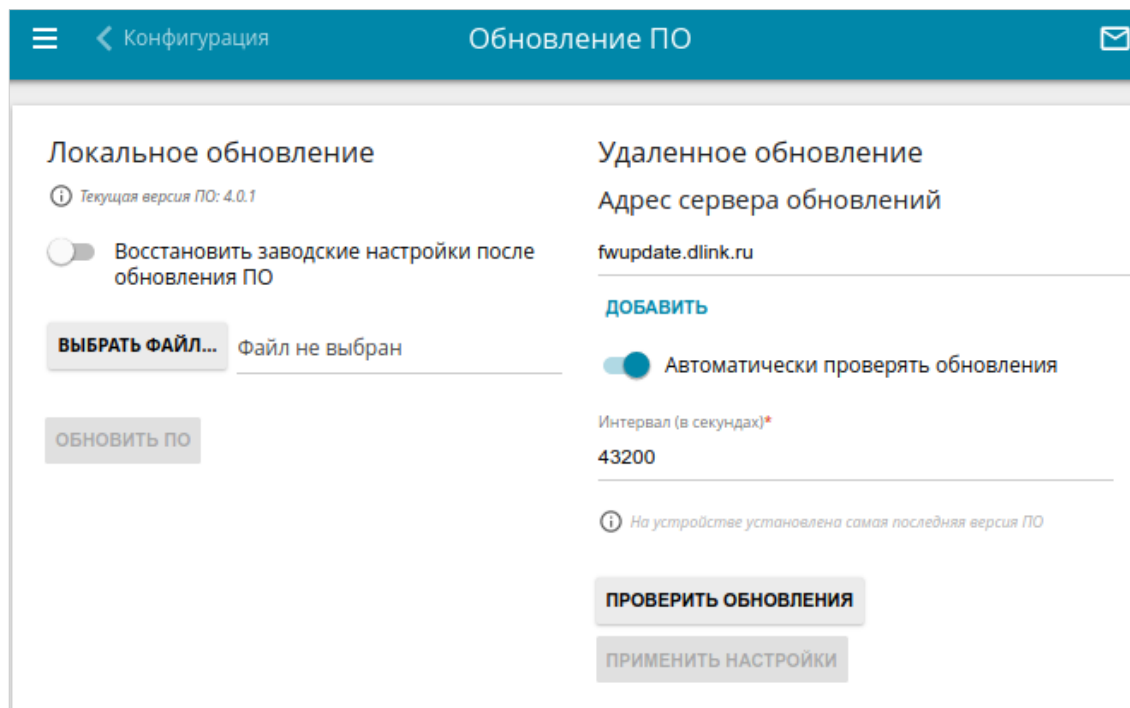 Конфигурация
Обновление ПО
Локальное обновление
Текущая версия ПО: 4.0.1
Восстановить заводские настройки после
обновления ПО
ВЫБРАТЬ ФАЙЛ... Файл не выбран
ОБНОВИТЬ ПО
Удаленное обновление
Адрес сервера обновлений
fwupdate.dlink.ru
ДОБАВИТЬ
Автоматически проверять обновления
Интервал (в секундах)*
43200
На устройстве установлена самая последняя версия ПО
ПРОВЕРИТЬ ОБНОВЛЕНИЯ
ПРИМЕНИТЬ НАСТРОЙКИ